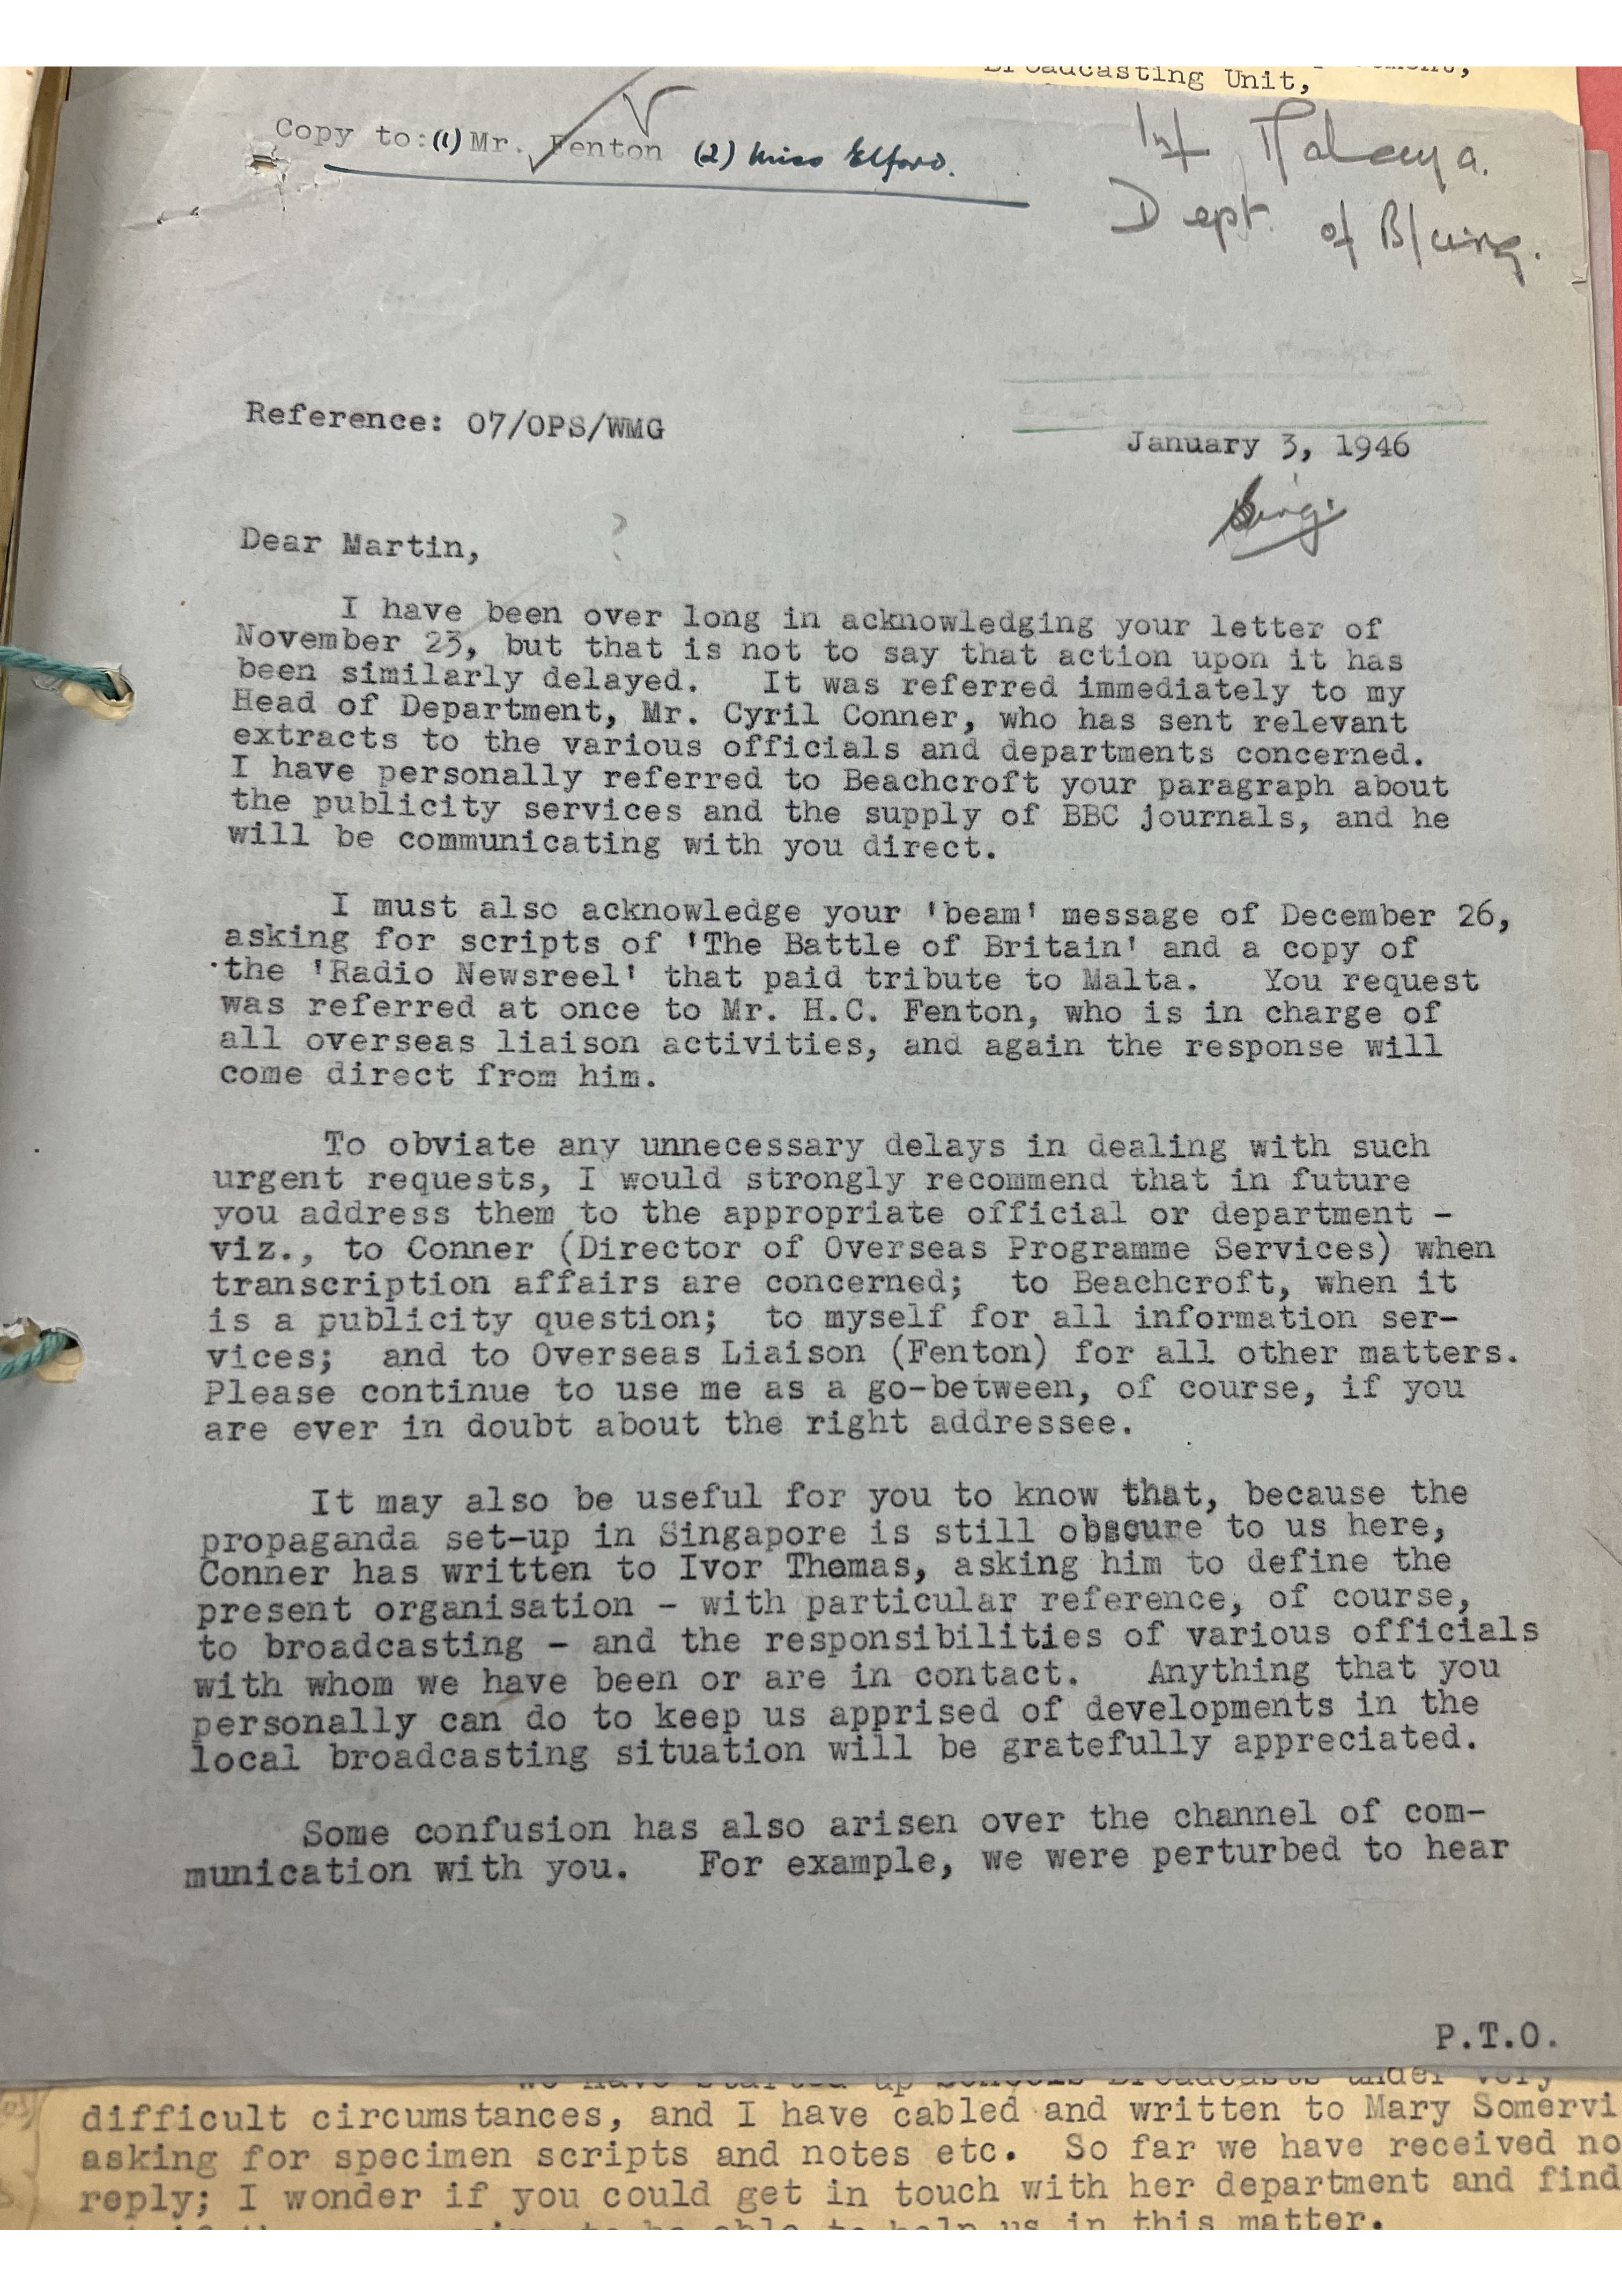 Broadcasting Unit,
Copy to:(1) Mr. Fenton (2) Miss Elford.
Int Malaya.
Dept. of B/cing.
Reference: 07/OPS/WMG
January 3, 1946
Sing.
Dear Martin,
?
I have been over long in acknowledging your letter of
November 23, but that is not to say that action upon it has
been similarly delayed. It was referred immediately to my
Head of Department, Mr. Cyril Conner, who has sent relevant
extracts to the various officials and departments concerned.
I have personally referred to Beachcroft your paragraph about
the publicity services and the supply of BBC journals, and he
will be communicating with you direct.
I must also acknowledge your 'beam' message of December 26,
asking for scripts of 'The Battle of Britain' and a copy of
the 'Radio Newsreel' that paid tribute to Malta. You request
was referred at once to Mr. H.C. Fenton, who is in charge of
all overseas liaison activities, and again the response will
come direct from him.
To obviate any unnecessary delays in dealing with such
urgent requests, I would strongly recommend that in future
you address them to the appropriate official or department -
viz., to Conner (Director of Overseas Programme Services) when
transcription affairs are concerned; to Beachcroft, when it
is a publicity question; to myself for all information ser-
vices; and to Overseas Liaison (Fenton) for all other matters.
Please continue to use me as a go-between, of course, if you
are ever in doubt about the right addressee.
It may also be useful for you to know that, because the
propaganda set-up in Singapore is still obscure to us here,
Conner has written to Ivor Thomas, asking him to define the
present organisation - with particular reference, of course,
to broadcasting - and the responsibilities of various officials
with whom we have been or are in contact. Anything that you
personally can do to keep us apprised of developments in the
local broadcasting situation will be gratefully appreciated.
Some confusion has also arisen over the channel of com-
munication with you. For example, we were perturbed to hear
P.T.O.
we have started up Schools Broadcasts under very
difficult circumstances, and I have cabled and written to Mary Somervi
asking for specimen scripts and notes etc. So far we have received no
reply; I wonder if you could get in touch with her department and find
to be able to help us in this matter.